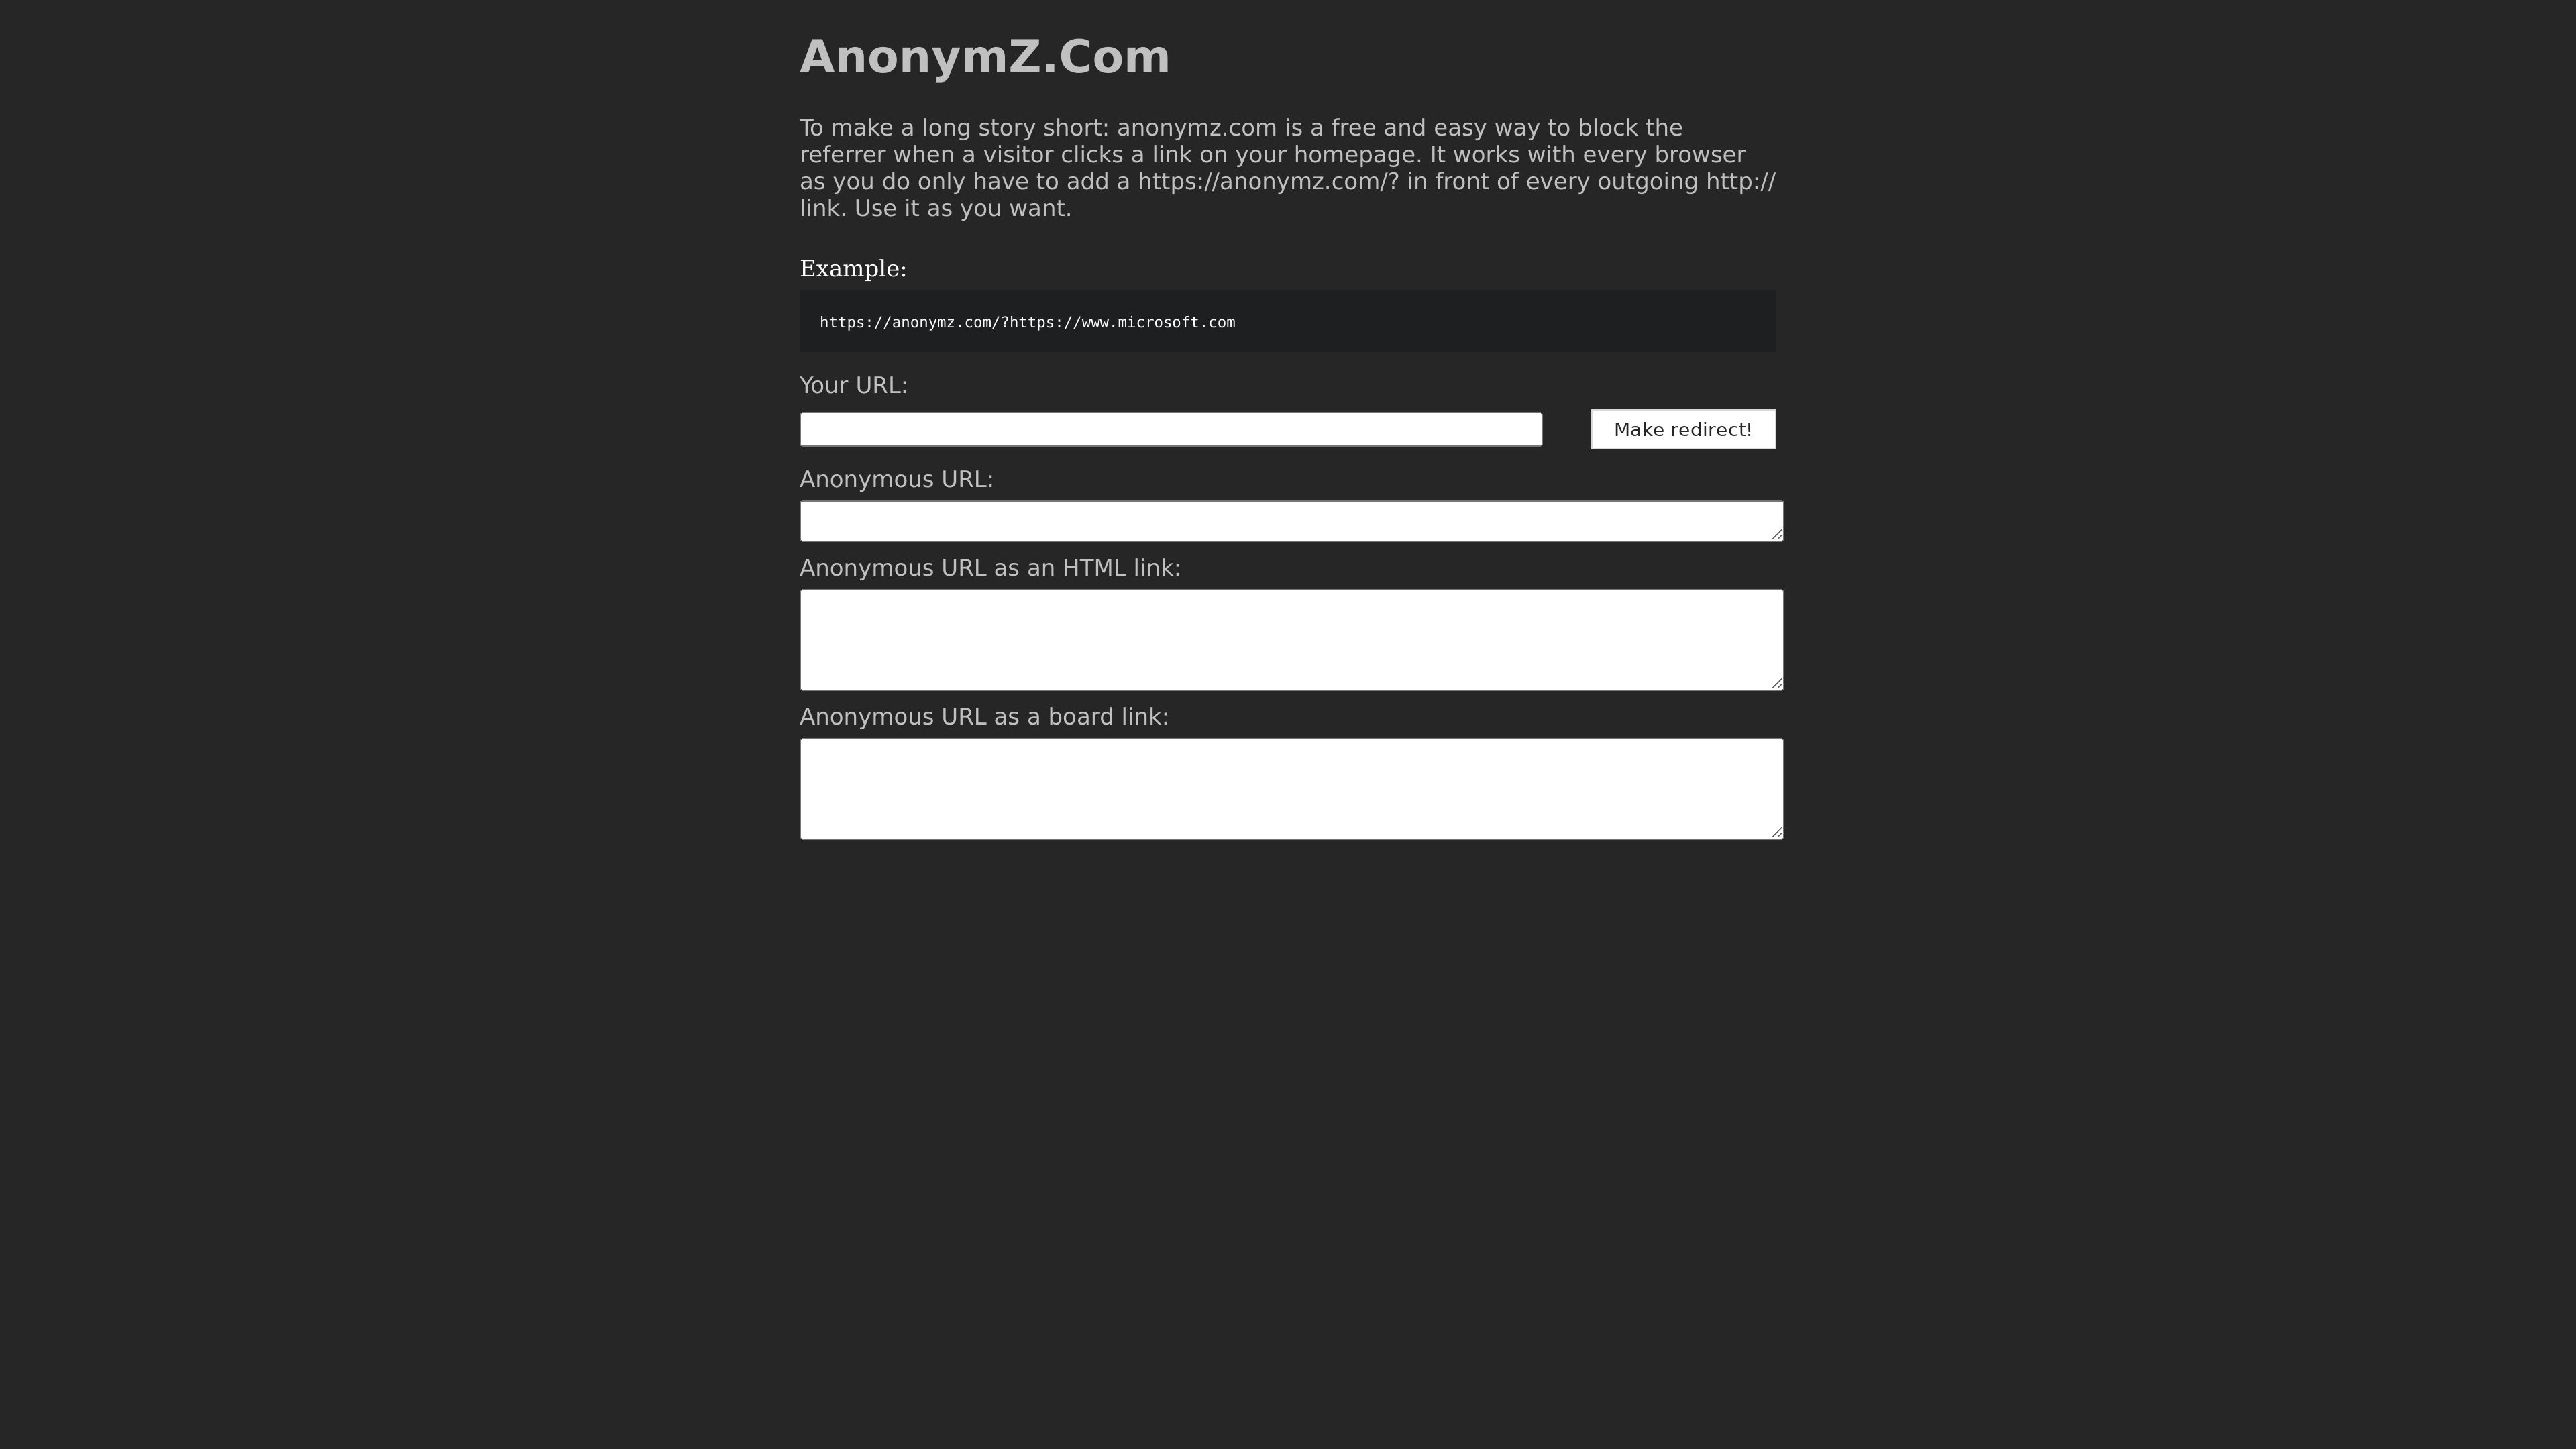 AnonymZ.Com
To make a long story short: anonymz.com is a free and easy way to block the
referrer when a visitor clicks a link on your homepage. It works with every browser
as you do only have to add a https://anonymz.com/? in front of every outgoing http://
link. Use it as you want.
Example:
https://anonymz.com/?https://www.microsoft.com
Your URL:
Make redirect!
Anonymous URL:
Anonymous URL as an HTML link:
Anonymous URL as a board link: